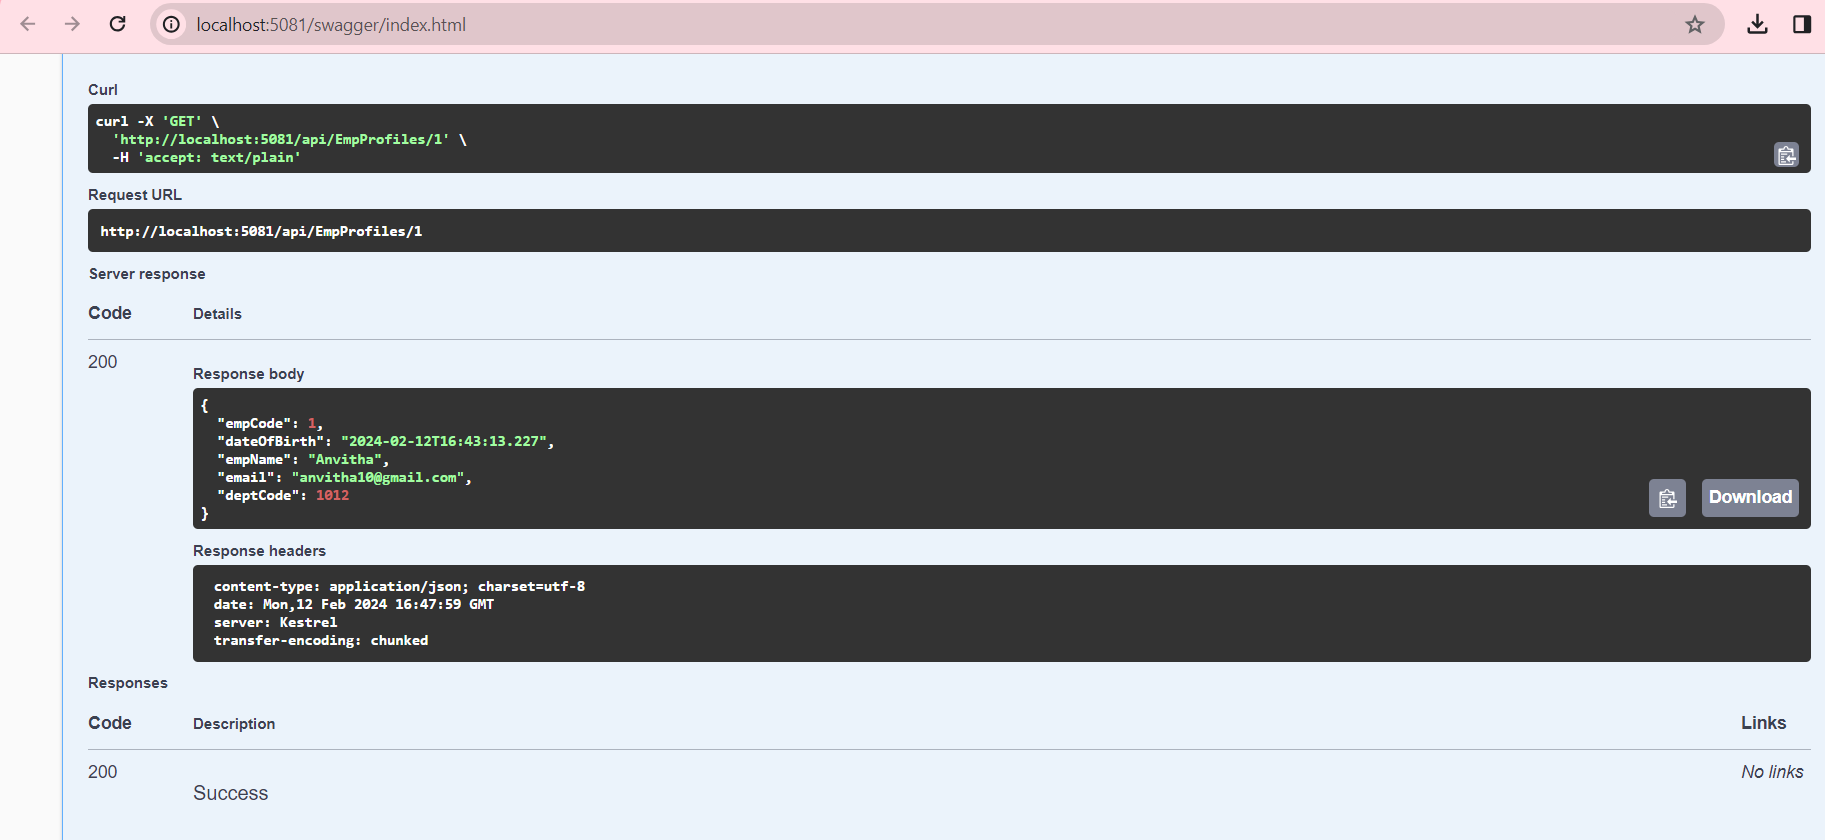 localhost:5081/swagger/index.html
Curl
curl -X 'GET' \
'http://localhost:5081/api/EmpProfiles/1' \
-H 'accept: text/plain'
Request URL
http://localhost:5081/api/EmpProfiles/1
Server response
Code Details
200
Response body
{
"empCode": 1,
"dateOfBirth": "2024-02-12T16:43:13.227",
"empName": "Anvitha",
"email": "anvitha10@gmail.com",
"deptCode": 1012
}
Download
Response headers
content-type: application/json; charset=utf-8
date: Mon,12 Feb 2024 16:47:59 GMT
server: Kestrel
transfer-encoding: chunked
Responses
Code Description Links
200 No links
Success